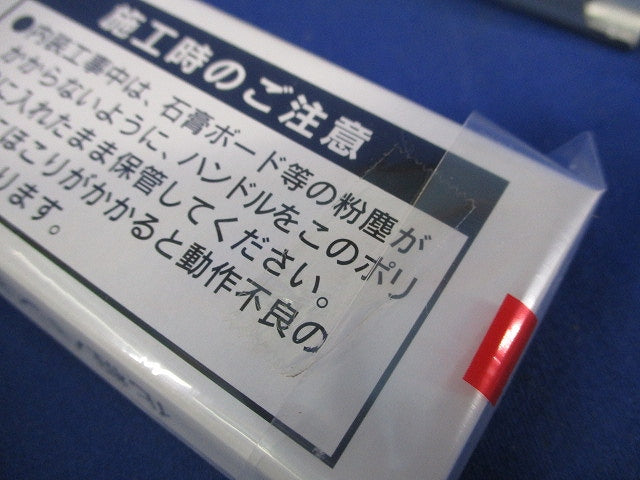 施工時のご注意
●内装工事中は、石膏ボード等の粉塵が
かからないように、ハンドルをこのポリ
に入れたまま保管してください。
ほこりがかかると動作不良の
ります。